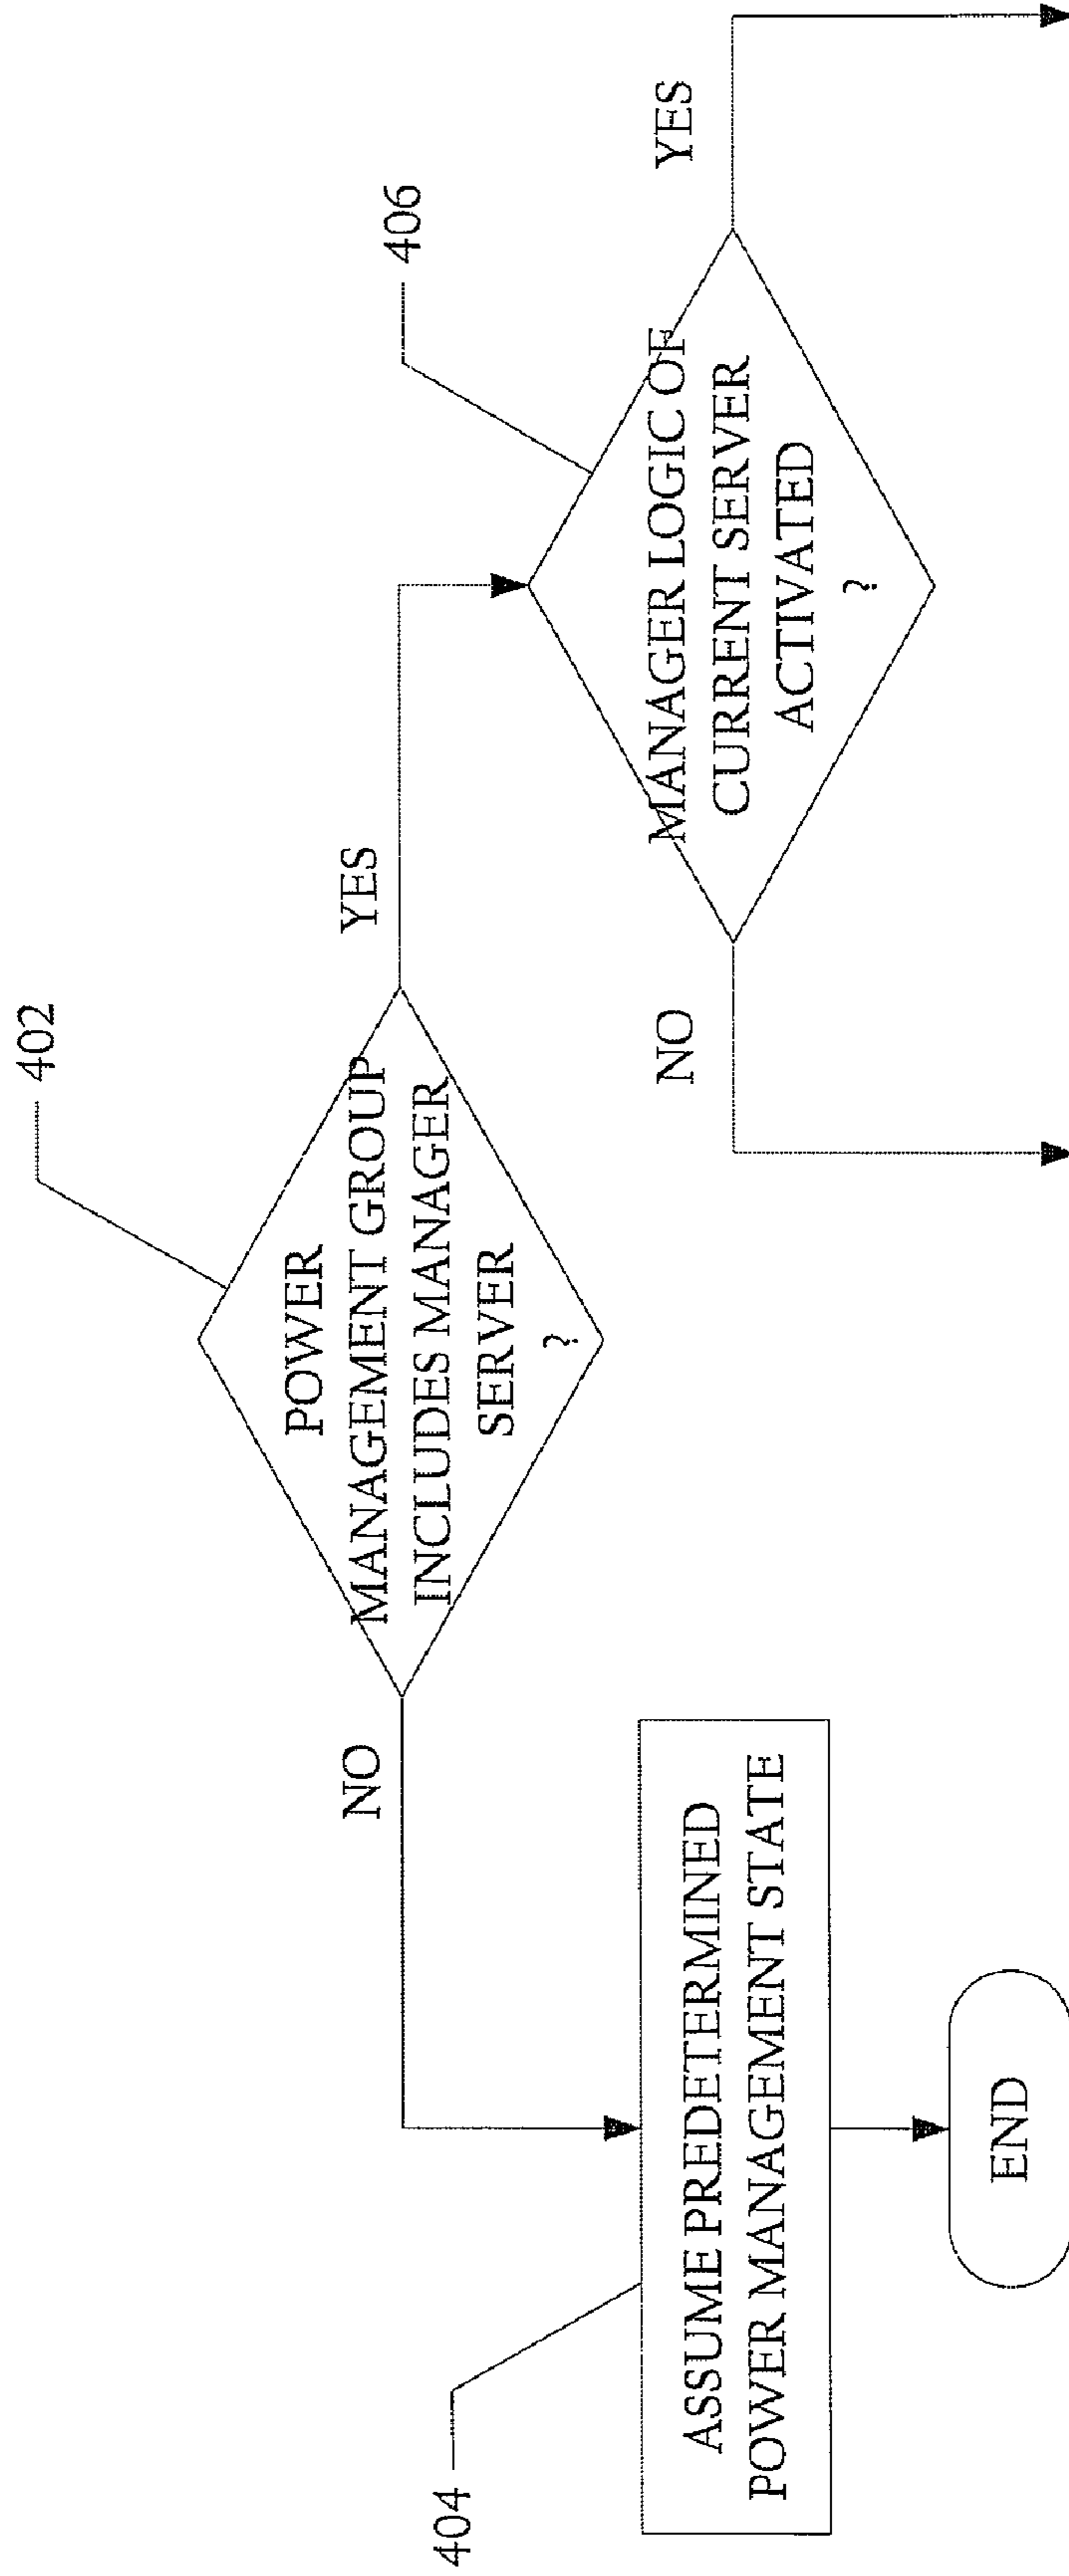 402
POWER
MANAGEMENT GROUP
INCLUDES MANAGER
SERVER
?
NO
YES
404
ASSUME PREDETERMINED
POWER MANAGEMENT STATE
END
406
MANAGER LOGIC OF
CURRENT SERVER
ACTIVATED
?
NO
YES